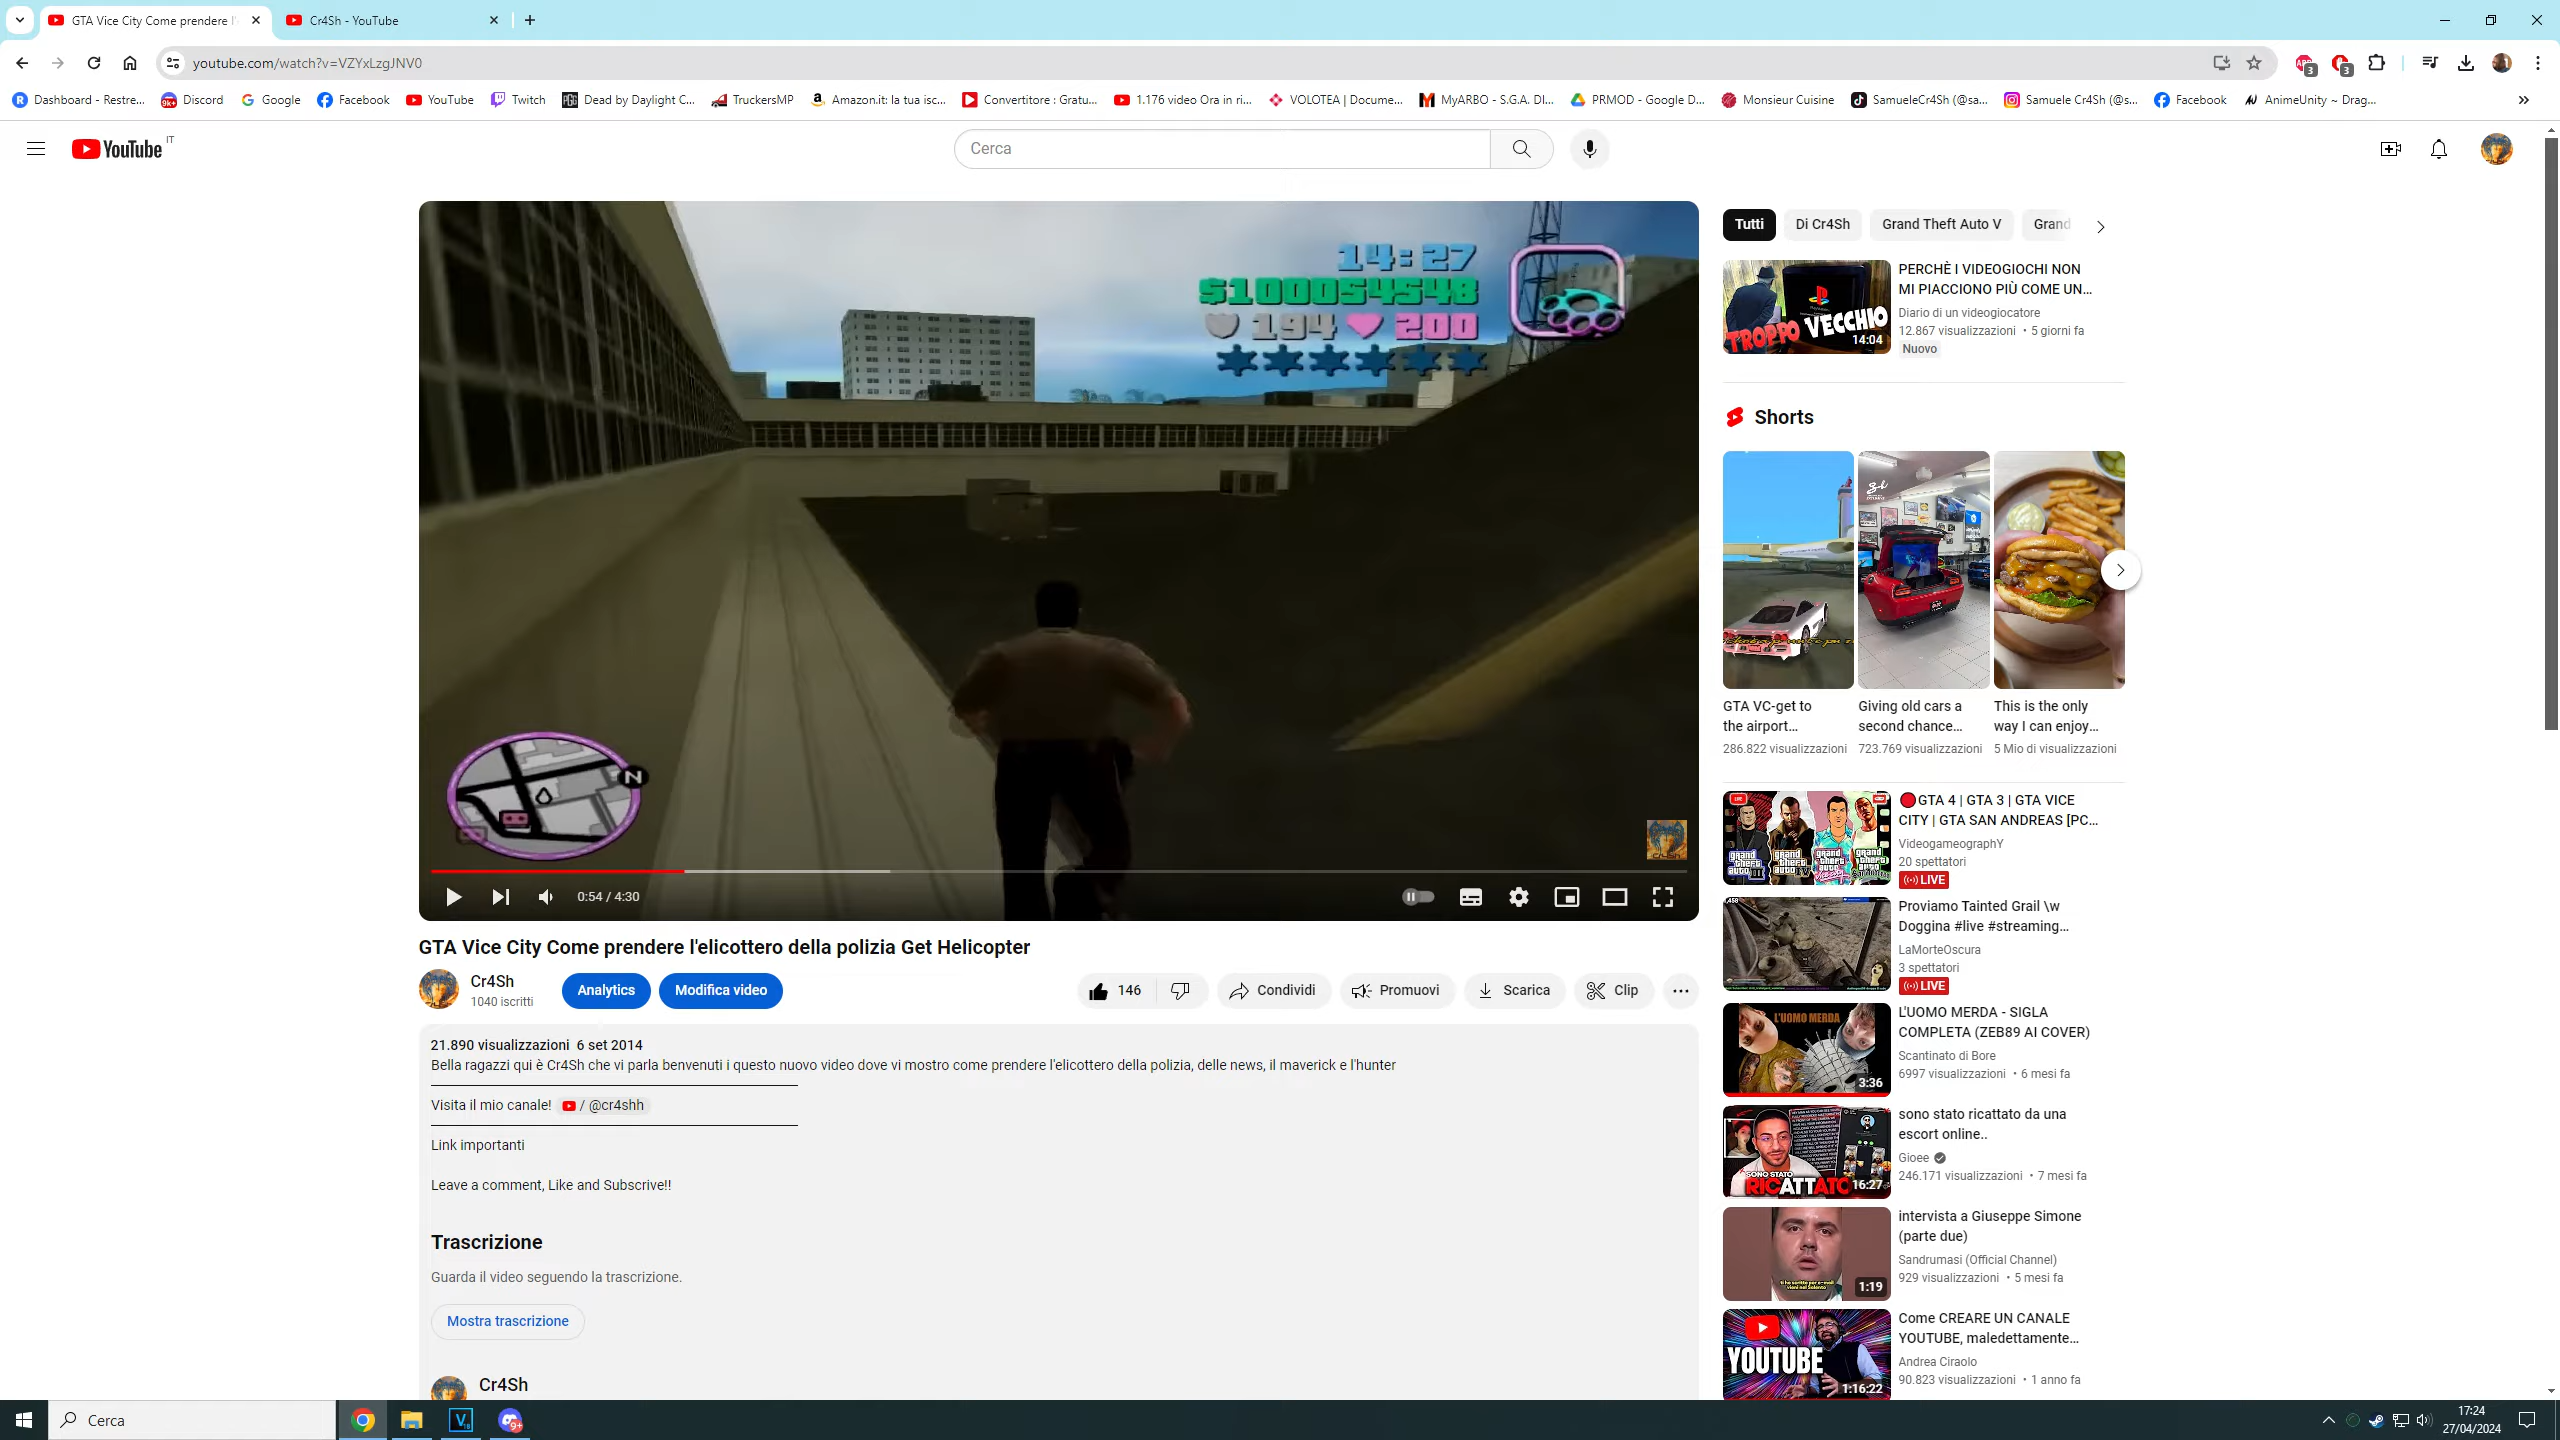 GTA Vice City Come prendere l'
Cr4Sh - YouTube
youtube.com/watch?v=VZYxLzgJNV0
3
3
Dashboard - Restre...
9k+
Discord
Google
Facebook
YouTube
Twitch
Dead by Daylight C...
TruckersMP
Amazon.it: la tua isc...
Convertitore : Gratu...
1.176 video Ora in ri...
VOLOTEA | Docume...
MyARBO - S.G.A. DI...
PRMOD - Google D...
Monsieur Cuisine
SamueleCr4Sh (@sa...
Samuele Cr4Sh (@s...
Facebook
AnimeUnity ~ Drag...
YouTube IT
Cerca
14:27
$100054548
194 200
N
0:54 / 4:30
GTA Vice City Come prendere l'elicottero della polizia Get Helicopter
Cr4Sh
1040 iscritti
Analytics
Modifica video
146
Condividi
Promuovi
Scarica
Clip
21.890 visualizzazioni 6 set 2014
Bella ragazzi qui è Cr4Sh che vi parla benvenuti i questo nuovo video dove vi mostro come prendere l'elicottero della polizia, delle news, il maverick e l'hunter
Visita il mio canale! / @cr4shh
Link importanti
Leave a comment, Like and Subscrive!!
Trascrizione
Guarda il video seguendo la trascrizione.
Mostra trascrizione
Cr4Sh
Tutti
Di Cr4Sh
Grand Theft Auto V
Grand
TROPPO VECCHIO
14:04
PERCHÈ I VIDEOGIOCHI NON
MI PIACCIONO PIÙ COME UN...
Diario di un videogiocatore
12.867 visualizzazioni • 5 giorni fa
Nuovo
Shorts
GTA VC-get to
the airport...
286.822 visualizzazioni
Giving old cars a
second chance...
723.769 visualizzazioni
This is the only
way I can enjoy...
5 Mio di visualizzazioni
🔴GTA 4 | GTA 3 | GTA VICE
CITY | GTA SAN ANDREAS [PC...
VideogameographY
20 spettatori
LIVE
Proviamo Tainted Grail \w
Doggina #live #streaming...
LaMorteOscura
3 spettatori
LIVE
L'UOMO MERDA
3:36
L'UOMO MERDA - SIGLA
COMPLETA (ZEB89 AI COVER)
Scantinato di Bore
6997 visualizzazioni • 6 mesi fa
SONO STATO
RICATTATO
16:27
sono stato ricattato da una
escort online..
Gioee
246.171 visualizzazioni • 7 mesi fa
1:19
intervista a Giuseppe Simone
(parte due)
Sandrumasi (Official Channel)
929 visualizzazioni • 5 mesi fa
YOUTUBE
1:16:22
Come CREARE UN CANALE
YOUTUBE, maledettamente...
Andrea Ciraolo
90.823 visualizzazioni • 1 anno fa
Cerca
9+
17:24
27/04/2024